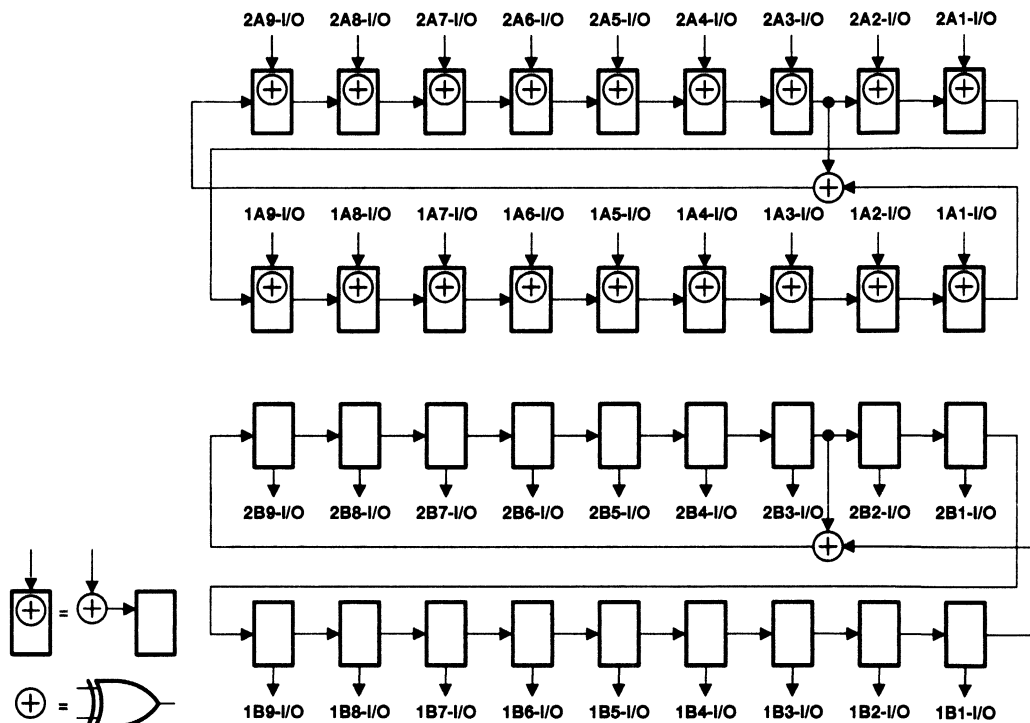 2A9-I/O 2A8-I/O 2A7-I/O 2A6-I/O 2A5-I/O 2A4-I/O 2A3-I/O 2A2-I/O 2A1-I/O
1A9-I/O 1A8-I/O 1A7-I/O 1A6-I/O 1A5-I/O 1A4-I/O 1A3-I/O 1A2-I/O 1A1-I/O
2B9-I/O 2B8-I/O 2B7-I/O 2B6-I/O 2B5-I/O 2B4-I/O 2B3-I/O 2B2-I/O 2B1-I/O
=
=
1B9-I/O 1B8-I/O 1B7-I/O 1B6-I/O 1B5-I/O 1B4-I/O 1B3-I/O 1B2-I/O 1B1-I/O